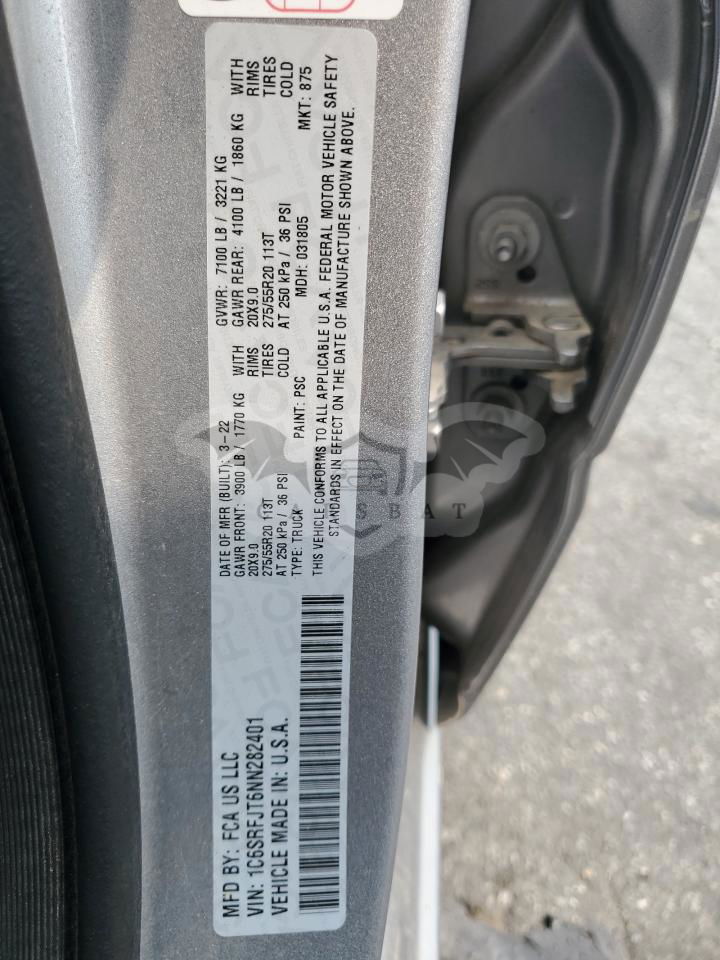 MFD BY: FCA US LLC
VIN: 1C6SRFJT6NN282401
VEHICLE MADE IN: U.S.A.
DATE OF MFR (BUILT): 3-22 GVWR: 7100 LB / 3221 KG
GAWR FRONT: 3900 LB / 1770 KG WITH GAWR REAR: 4100 LB / 1860 KG WITH
20X9.0 RIMS 20X9.0 RIMS
275/55R20 113T TIRES 275/55R20 113T TIRES
AT 250 kPa / 36 PSI COLD AT 250 kPa / 36 PSI COLD
TYPE: TRUCK PAINT: PSC MDH: 031805 MKT: 875
THIS VEHICLE CONFORMS TO ALL APPLICABLE U.S.A. FEDERAL MOTOR VEHICLE SAFETY
STANDARDS IN EFFECT ON THE DATE OF MANUFACTURE SHOWN ABOVE.